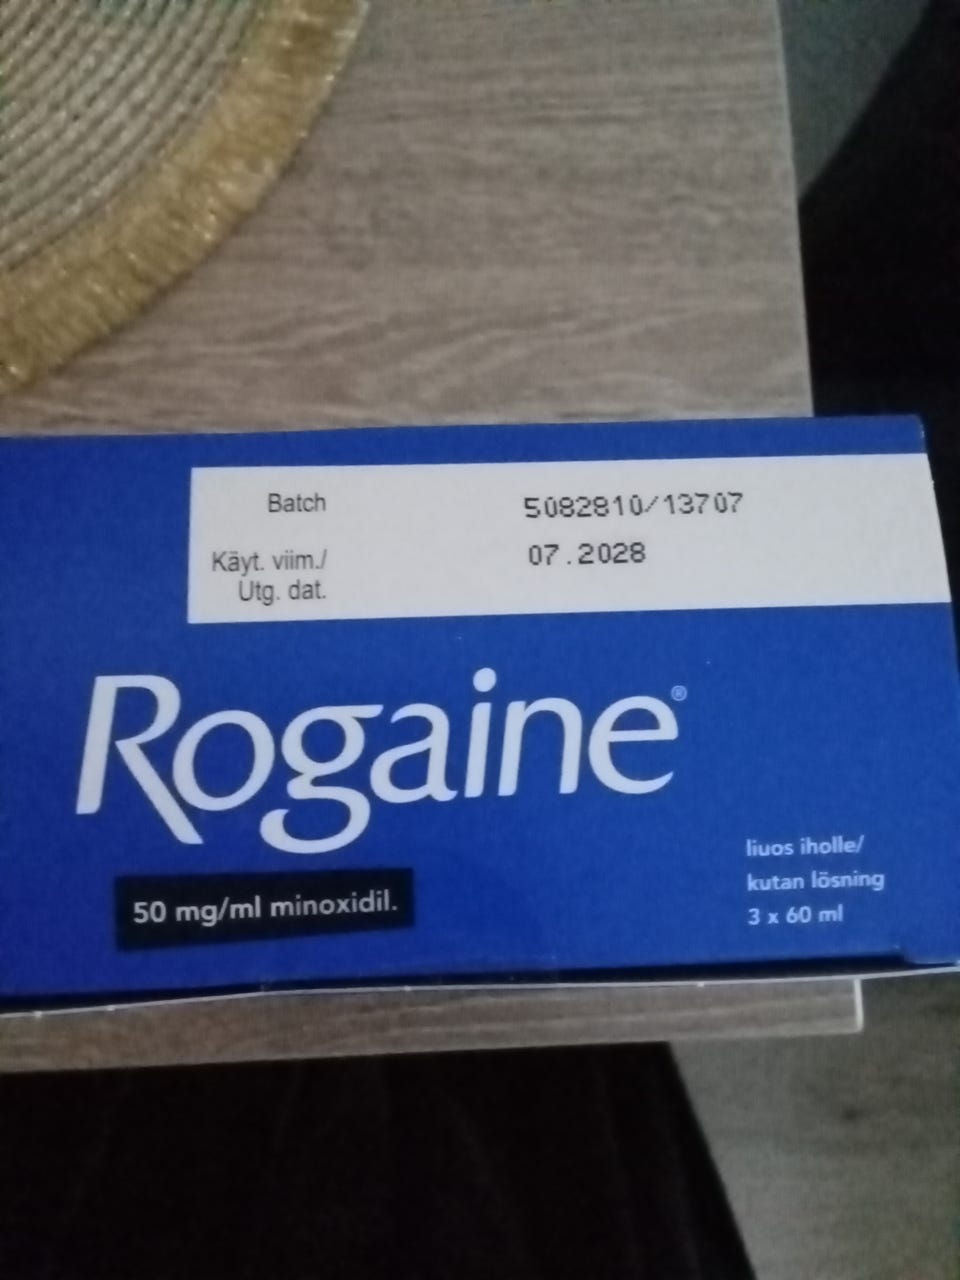 Batch 5082810/13707
Käyt. viim./ 07.2028
Utg. dat.
Rogaine®
50 mg/ml minoxidil.
liuos iholle/
kutan lösning
3 x 60 ml